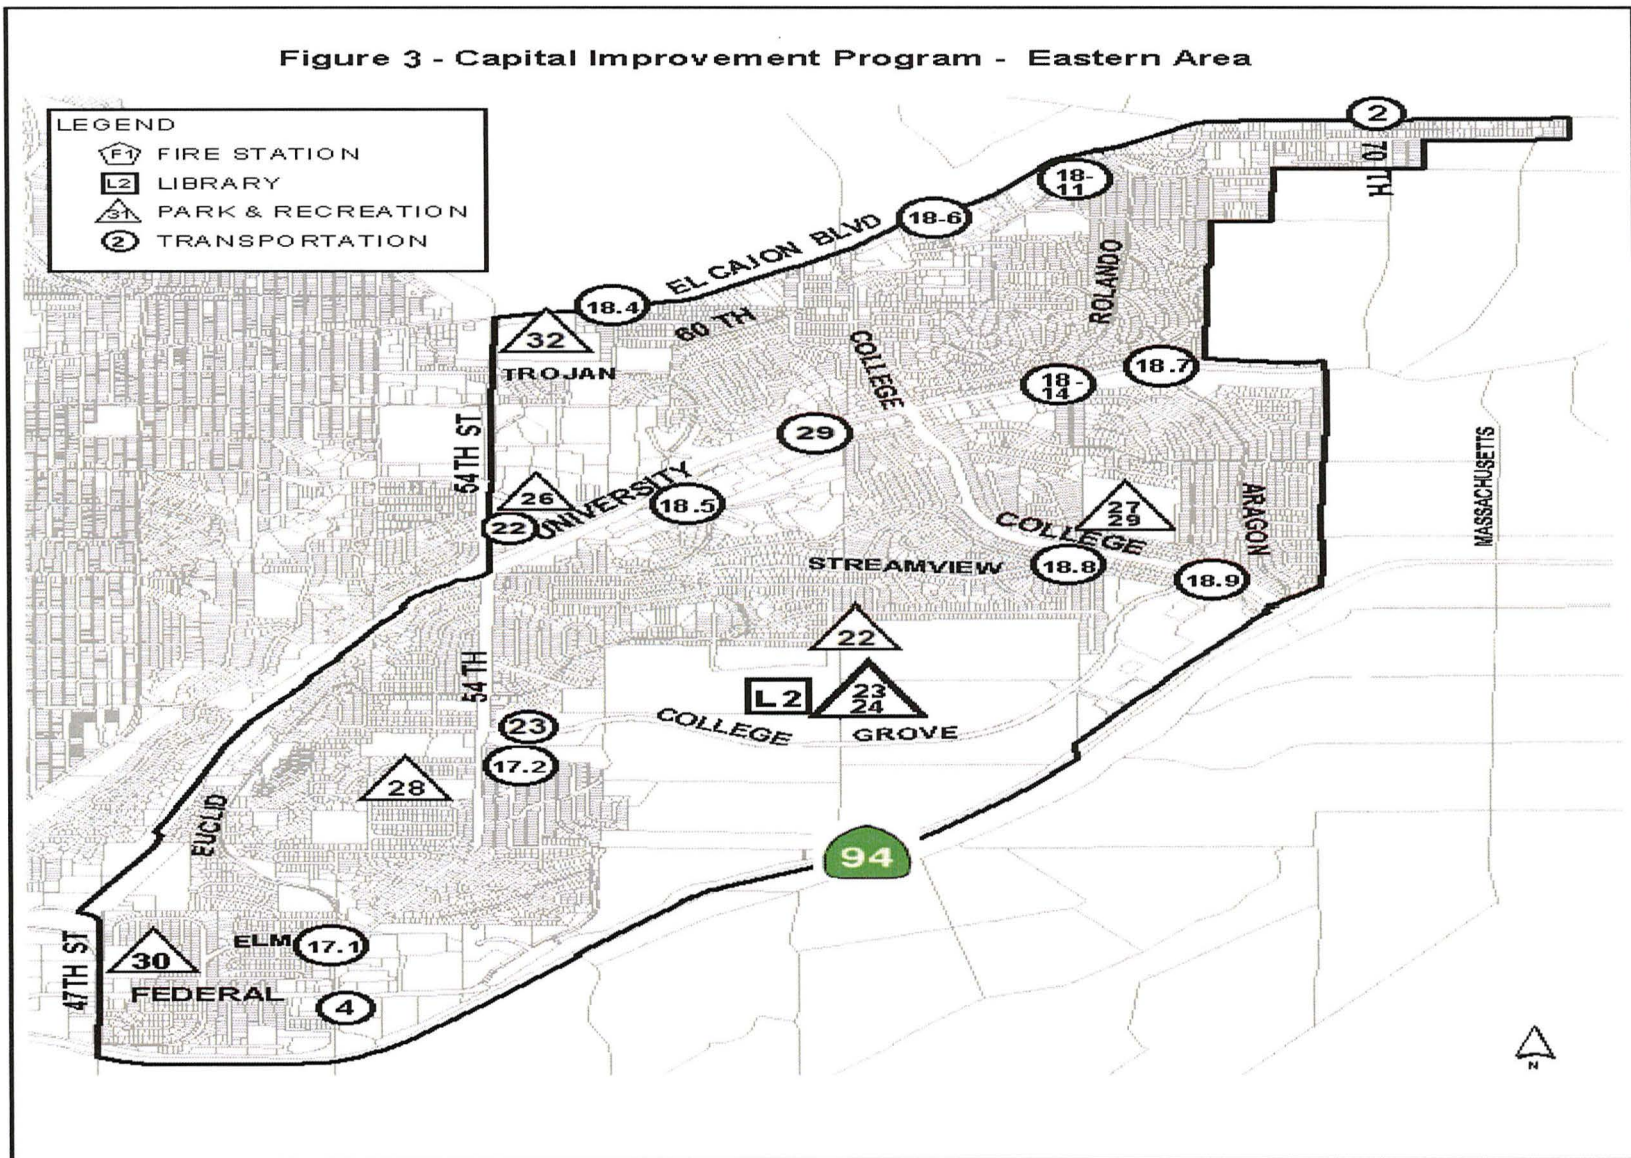 Figure 3 - Capital Improvement Program - Eastern Area
LEGEND
F1 FIRE STATION
L2 LIBRARY
31 PARK & RECREATION
2 TRANSPORTATION
2
70 TH
18-
11
18-6
EL CAJON BLVD
ROLANDO
18.4
60 TH
32
TROJAN
COLLEGE
18.7
18-
14
29
54TH ST
26
UNIVERSITY
22
18.5
27
29
COLLEGE
ARAGON
MASSACHUSETTS
STREAMVIEW
18.8
18.9
22
54 TH
L2
23
24
23
COLLEGE
GROVE
17.2
28
EUCLID
94
47TH ST
30
ELM
17.1
FEDERAL
4
N